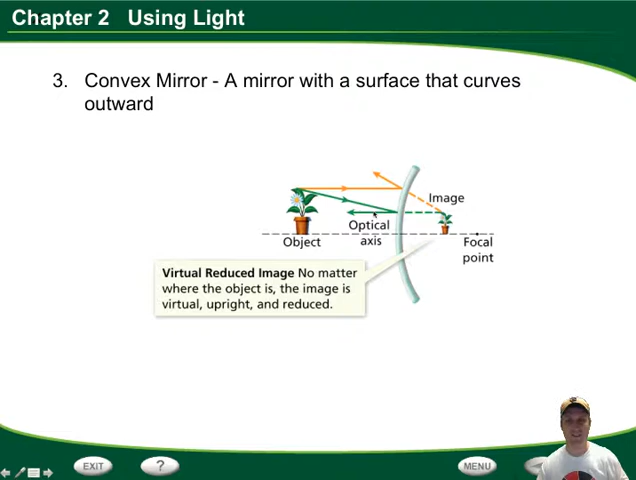 Chapter 2 Using Light
3. Convex Mirror - A mirror with a surface that curves
outward
Image
Optical
axis
Object
Focal
point
Virtual Reduced Image No matter
where the object is, the image is
virtual, upright, and reduced.
EXIT
?
MENU